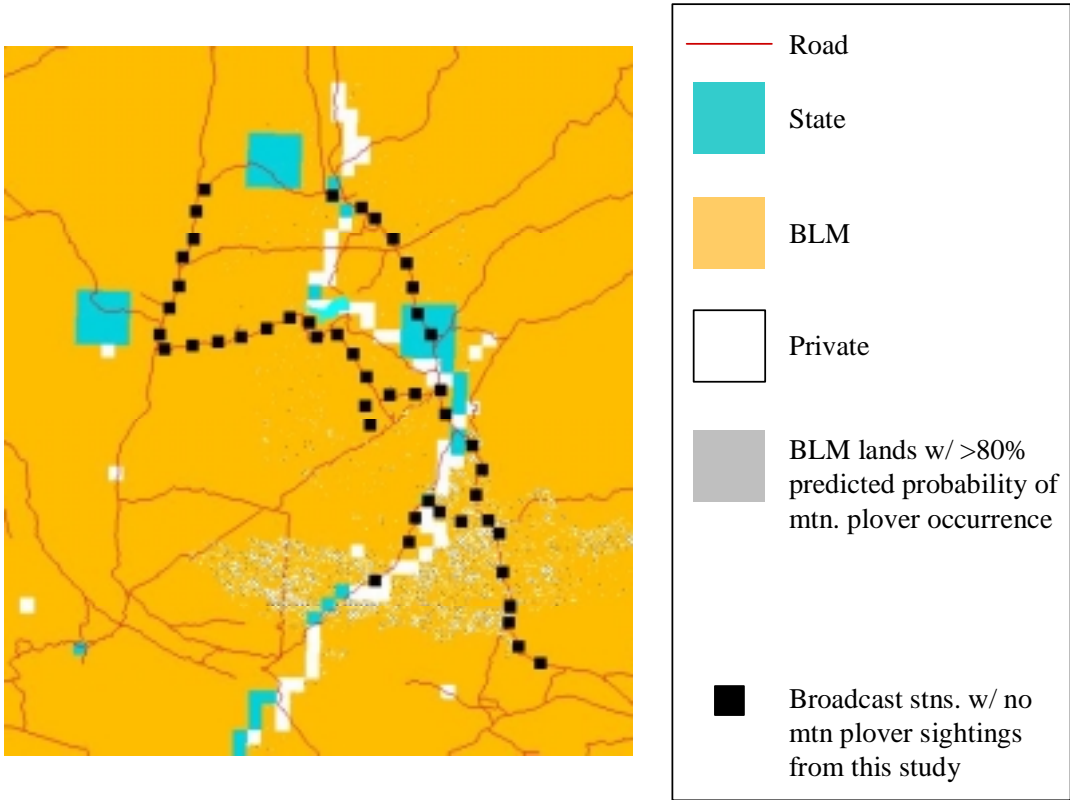 Road
State
BLM
Private
BLM lands w/ >80%
predicted probability of
mtn. plover occurrence
Broadcast stns. w/ no
mtn plover sightings
from this study